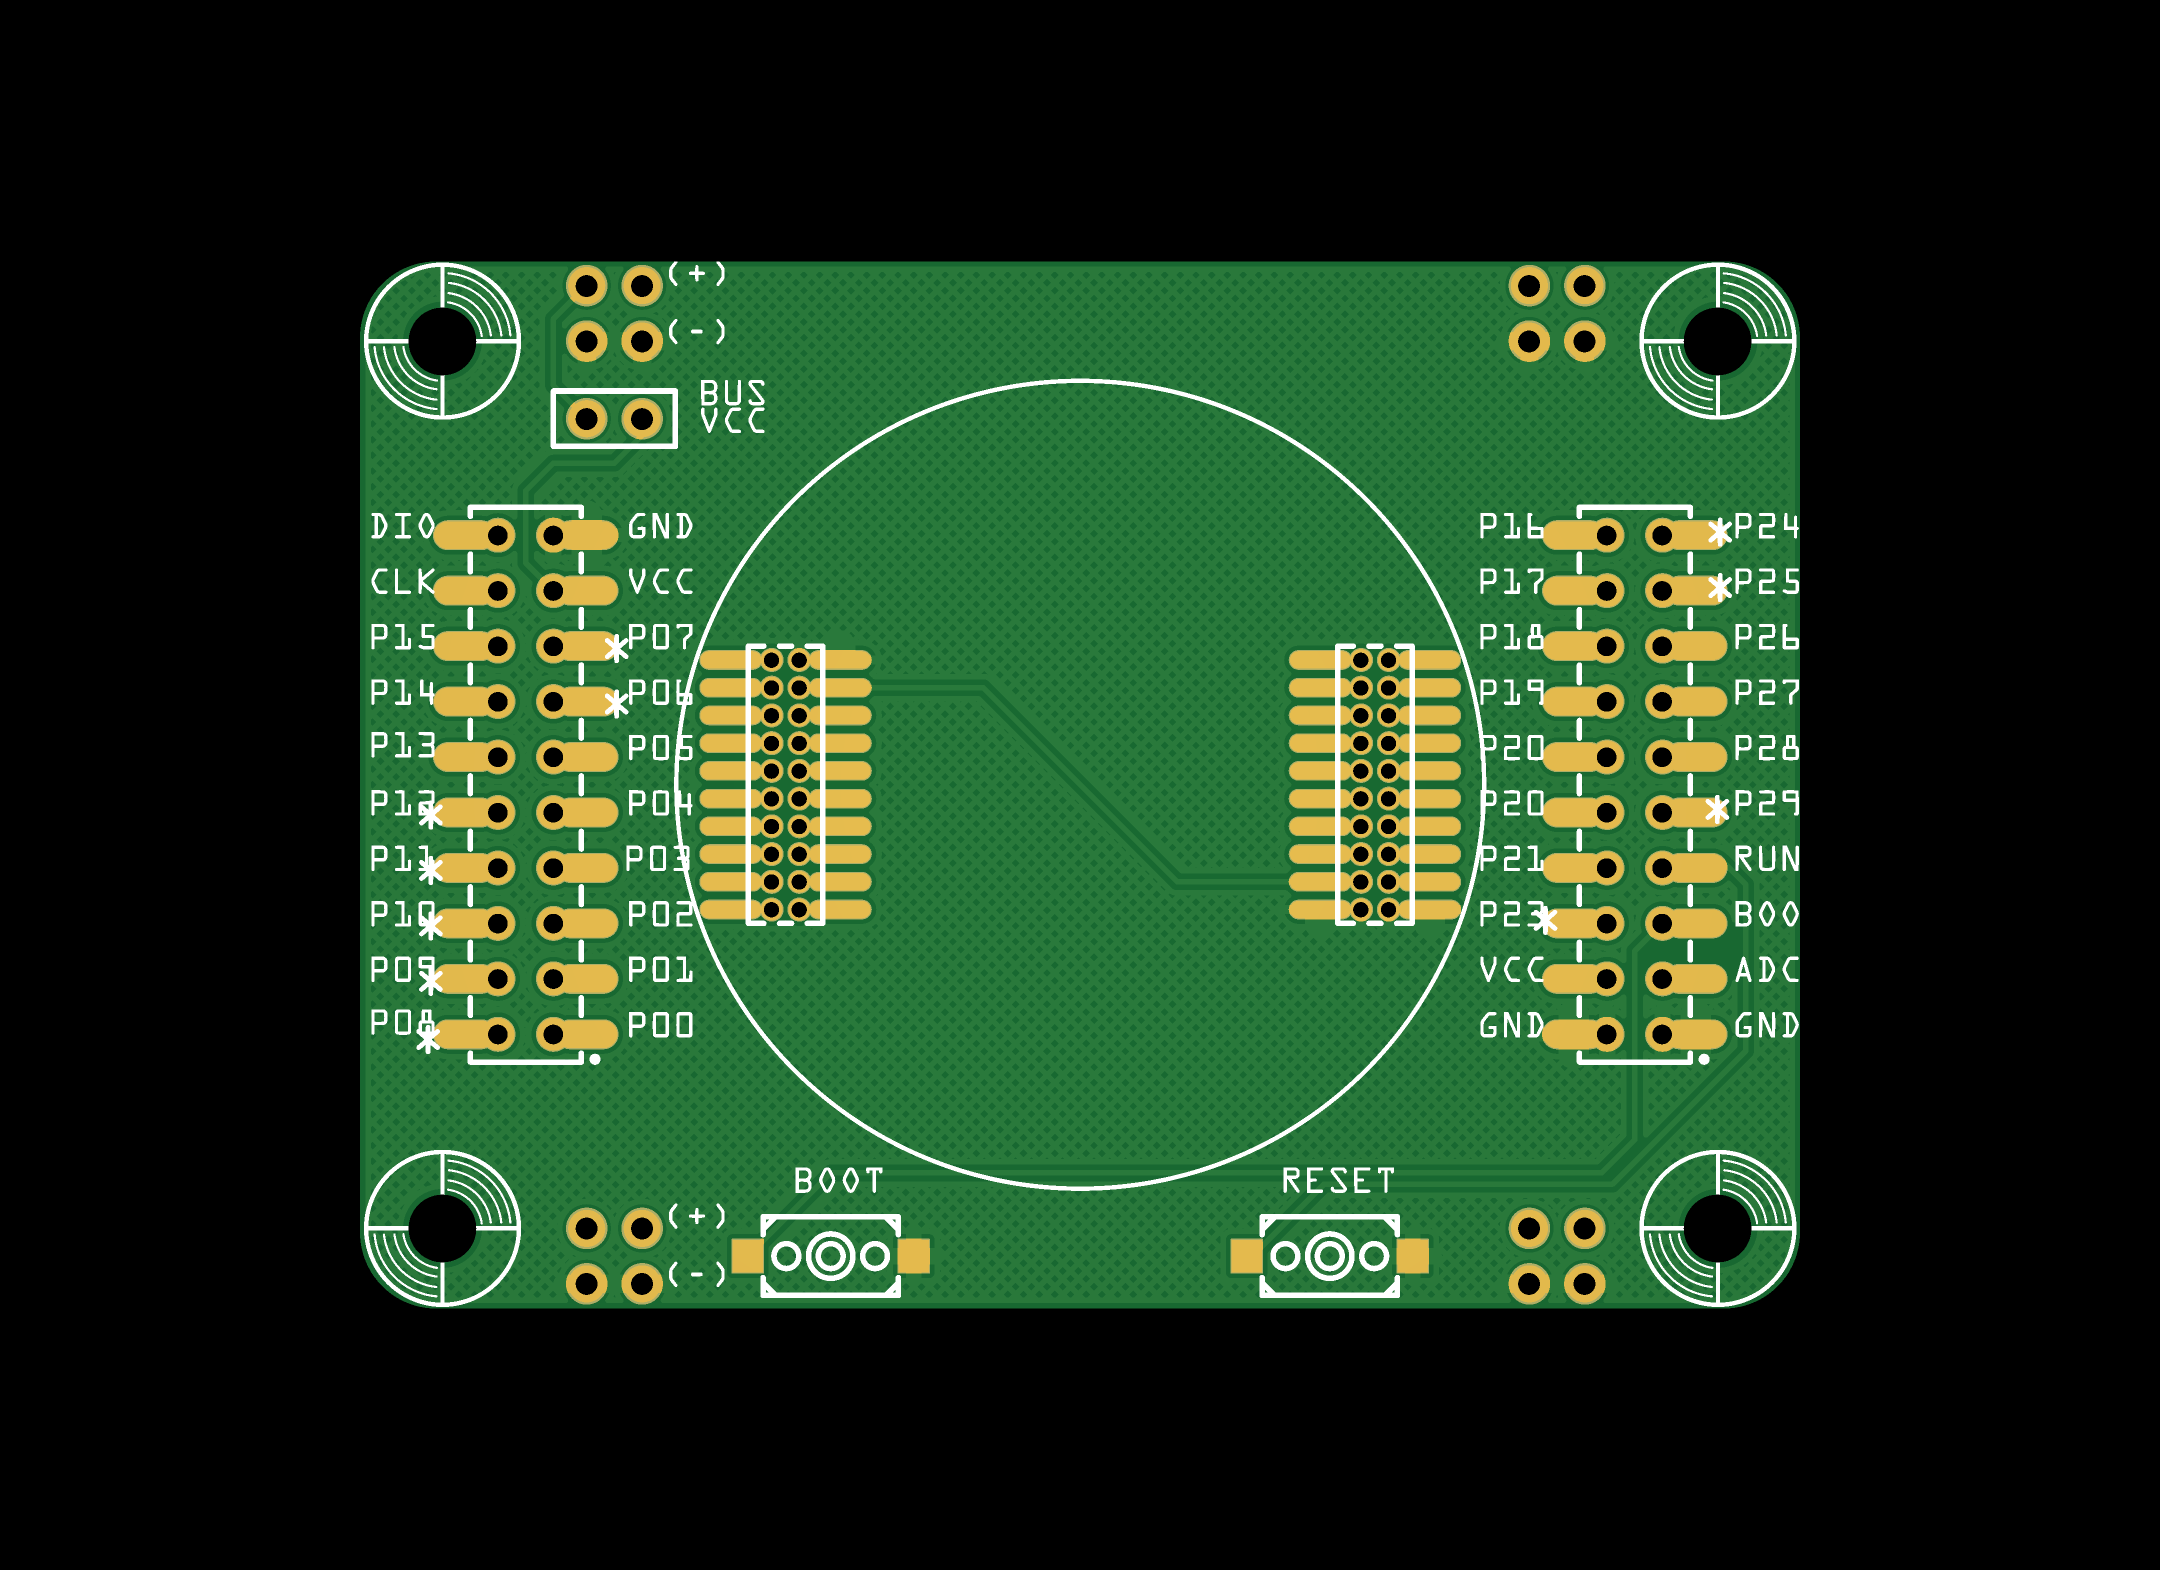 (+)
(-)
BUS
VCC
DIO
CLK
P15
P14
P13
P12*
P11*
P10*
P09*
P08*
GND
VCC
*P07
*P06
P05
P04
P03
P02
P01
P00
P16
P17
P18
P19
P20
P20
P21
P23*
VCC
GND
*P24
*P25
P26
P27
P28
*P29
RUN
BOO
ADC
GND
BOOT
RESET
(+)
(-)